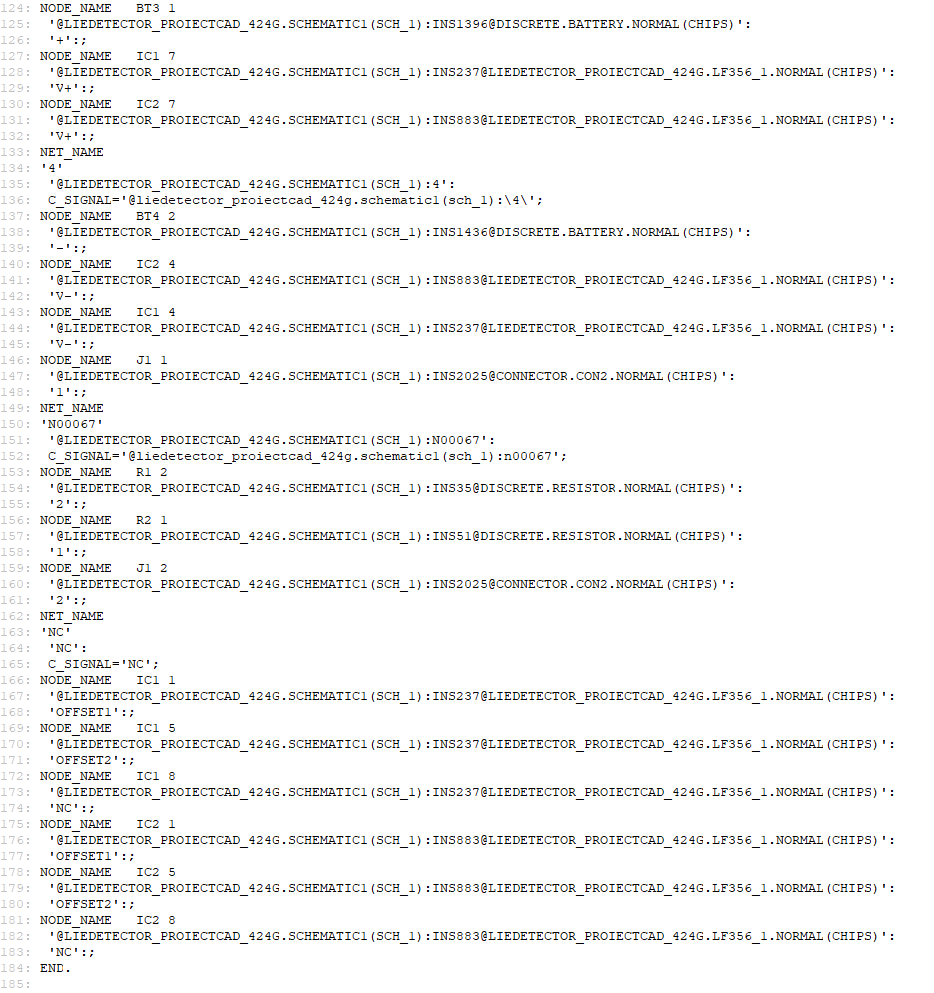 124: NODE_NAME   BT3 1
125:  '@LIEDETECTOR_PROIECTCAD_424G.SCHEMATIC1(SCH_1):INS1396@DISCRETE.BATTERY.NORMAL(CHIPS)':
126:  '+':;
127: NODE_NAME   IC1 7
128:  '@LIEDETECTOR_PROIECTCAD_424G.SCHEMATIC1(SCH_1):INS237@LIEDETECTOR_PROIECTCAD_424G.LF356_1.NORMAL(CHIPS)':
129:  'V+':;
130: NODE_NAME   IC2 7
131:  '@LIEDETECTOR_PROIECTCAD_424G.SCHEMATIC1(SCH_1):INS883@LIEDETECTOR_PROIECTCAD_424G.LF356_1.NORMAL(CHIPS)':
132:  'V+':;
133: NET_NAME
134: '4'
135:  '@LIEDETECTOR_PROIECTCAD_424G.SCHEMATIC1(SCH_1):4':
136:  C_SIGNAL='@liedetector_proiectcad_424g.schematic1(sch_1):\4\';
137: NODE_NAME   BT4 2
138:  '@LIEDETECTOR_PROIECTCAD_424G.SCHEMATIC1(SCH_1):INS1436@DISCRETE.BATTERY.NORMAL(CHIPS)':
139:  '-':;
140: NODE_NAME   IC2 4
141:  '@LIEDETECTOR_PROIECTCAD_424G.SCHEMATIC1(SCH_1):INS883@LIEDETECTOR_PROIECTCAD_424G.LF356_1.NORMAL(CHIPS)':
142:  'V-':;
143: NODE_NAME   IC1 4
144:  '@LIEDETECTOR_PROIECTCAD_424G.SCHEMATIC1(SCH_1):INS237@LIEDETECTOR_PROIECTCAD_424G.LF356_1.NORMAL(CHIPS)':
145:  'V-':;
146: NODE_NAME   J1 1
147:  '@LIEDETECTOR_PROIECTCAD_424G.SCHEMATIC1(SCH_1):INS2025@CONNECTOR.CON2.NORMAL(CHIPS)':
148:  '1':;
149: NET_NAME
150: 'N00067'
151:  '@LIEDETECTOR_PROIECTCAD_424G.SCHEMATIC1(SCH_1):N00067':
152:  C_SIGNAL='@liedetector_proiectcad_424g.schematic1(sch_1):n00067';
153: NODE_NAME   R1 2
154:  '@LIEDETECTOR_PROIECTCAD_424G.SCHEMATIC1(SCH_1):INS35@DISCRETE.RESISTOR.NORMAL(CHIPS)':
155:  '2':;
156: NODE_NAME   R2 1
157:  '@LIEDETECTOR_PROIECTCAD_424G.SCHEMATIC1(SCH_1):INS51@DISCRETE.RESISTOR.NORMAL(CHIPS)':
158:  '1':;
159: NODE_NAME   J1 2
160:  '@LIEDETECTOR_PROIECTCAD_424G.SCHEMATIC1(SCH_1):INS2025@CONNECTOR.CON2.NORMAL(CHIPS)':
161:  '2':;
162: NET_NAME
163: 'NC'
164:  'NC':
165:  C_SIGNAL='NC';
166: NODE_NAME   IC1 1
167:  '@LIEDETECTOR_PROIECTCAD_424G.SCHEMATIC1(SCH_1):INS237@LIEDETECTOR_PROIECTCAD_424G.LF356_1.NORMAL(CHIPS)':
168:  'OFFSET1':;
169: NODE_NAME   IC1 5
170:  '@LIEDETECTOR_PROIECTCAD_424G.SCHEMATIC1(SCH_1):INS237@LIEDETECTOR_PROIECTCAD_424G.LF356_1.NORMAL(CHIPS)':
171:  'OFFSET2':;
172: NODE_NAME   IC1 8
173:  '@LIEDETECTOR_PROIECTCAD_424G.SCHEMATIC1(SCH_1):INS237@LIEDETECTOR_PROIECTCAD_424G.LF356_1.NORMAL(CHIPS)':
174:  'NC':;
175: NODE_NAME   IC2 1
176:  '@LIEDETECTOR_PROIECTCAD_424G.SCHEMATIC1(SCH_1):INS883@LIEDETECTOR_PROIECTCAD_424G.LF356_1.NORMAL(CHIPS)':
177:  'OFFSET1':;
178: NODE_NAME   IC2 5
179:  '@LIEDETECTOR_PROIECTCAD_424G.SCHEMATIC1(SCH_1):INS883@LIEDETECTOR_PROIECTCAD_424G.LF356_1.NORMAL(CHIPS)':
180:  'OFFSET2':;
181: NODE_NAME   IC2 8
182:  '@LIEDETECTOR_PROIECTCAD_424G.SCHEMATIC1(SCH_1):INS883@LIEDETECTOR_PROIECTCAD_424G.LF356_1.NORMAL(CHIPS)':
183:  'NC':;
184: END.
185: